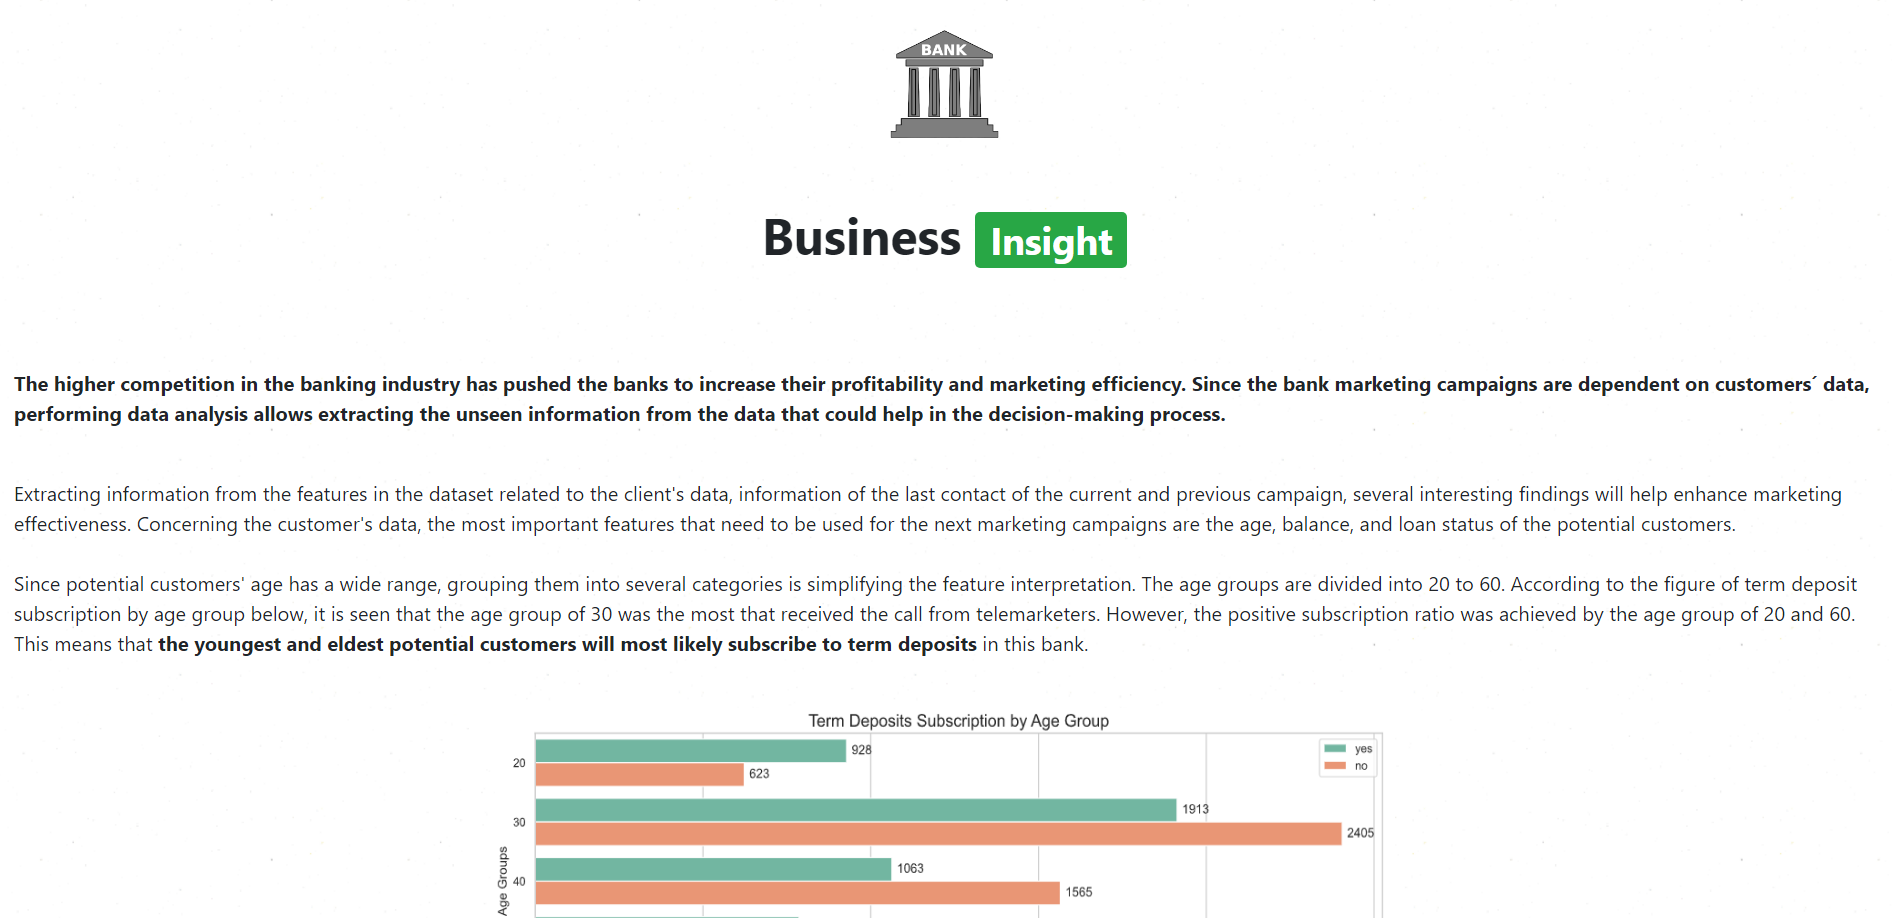 BANK
Business Insight
The higher competition in the banking industry has pushed the banks to increase their profitability and marketing efficiency. Since the bank marketing campaigns are dependent on customers´ data,
performing data analysis allows extracting the unseen information from the data that could help in the decision-making process.
Extracting information from the features in the dataset related to the client's data, information of the last contact of the current and previous campaign, several interesting findings will help enhance marketing
effectiveness. Concerning the customer's data, the most important features that need to be used for the next marketing campaigns are the age, balance, and loan status of the potential customers.
Since potential customers' age has a wide range, grouping them into several categories is simplifying the feature interpretation. The age groups are divided into 20 to 60. According to the figure of term deposit
subscription by age group below, it is seen that the age group of 30 was the most that received the call from telemarketers. However, the positive subscription ratio was achieved by the age group of 20 and 60.
This means that the youngest and eldest potential customers will most likely subscribe to term deposits in this bank.
Term Deposits Subscription by Age Group
yes
no
20
928
623
30
1913
2405
40
1063
1565
Age Groups